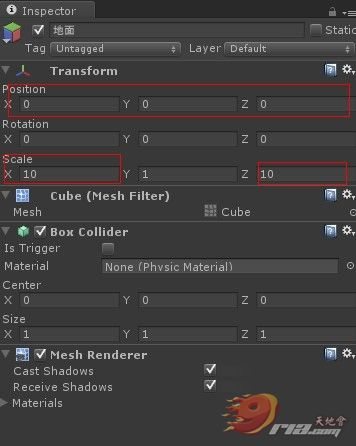 Inspector
地面
Static
Tag Untagged Layer Default
Transform
Position
X 0 Y 0 Z 0
Rotation
X 0 Y 0 Z 0
Scale
X 10 Y 1 Z 10
Cube (Mesh Filter)
Mesh Cube
Box Collider
Is Trigger
Material None (Physic Material)
Center
X 0 Y 0 Z 0
Size
X 1 Y 1 Z 1
Mesh Renderer
Cast Shadows
Receive Shadows
Materials
天地會
9ria.com